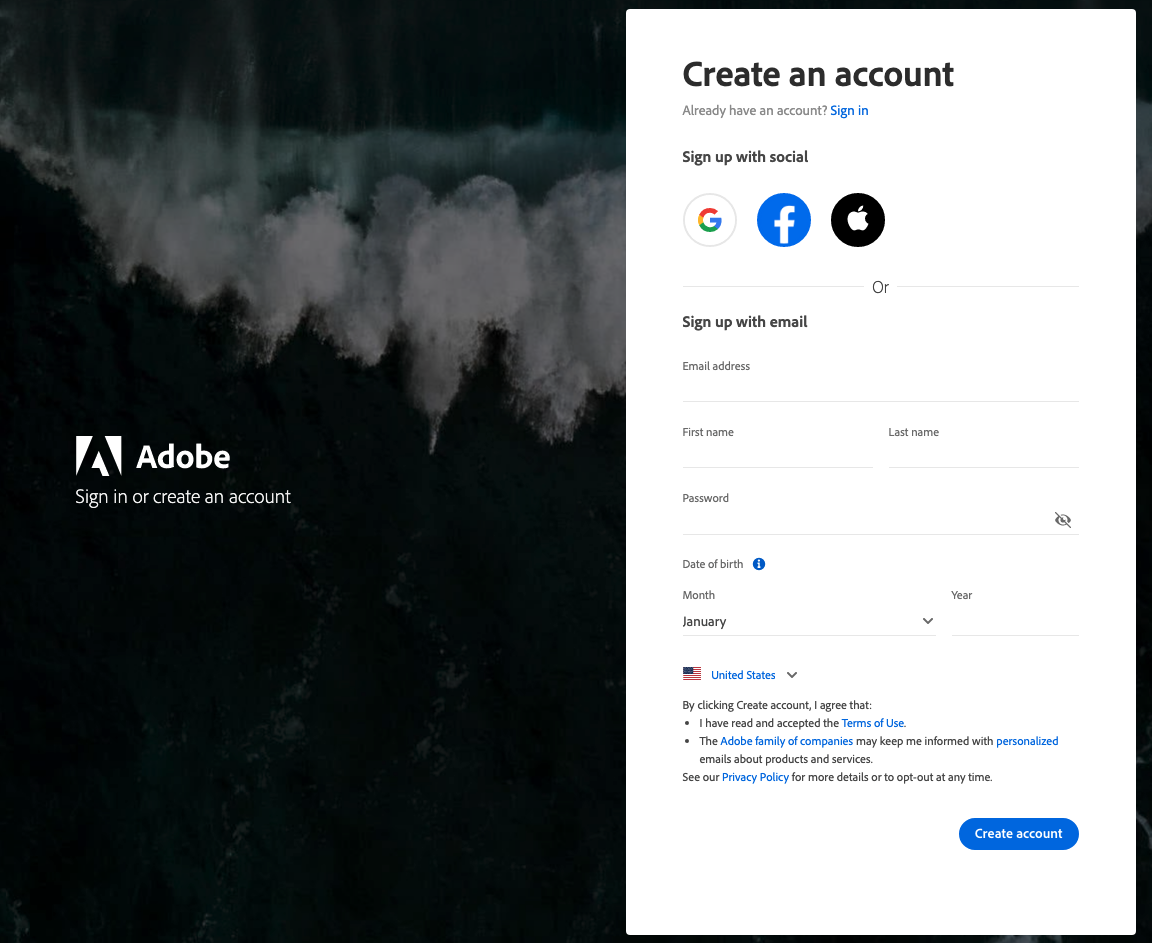 Create an account
Already have an account? Sign in
Sign up with social
Or
Sign up with email
Email address
First name
Last name
Password
Date of birth
Month
Year
January
United States
By clicking Create account, I agree that:
• I have read and accepted the Terms of Use.
• The Adobe family of companies may keep me informed with personalized
emails about products and services.
See our Privacy Policy for more details or to opt-out at any time.
Create account
Adobe
Sign in or create an account